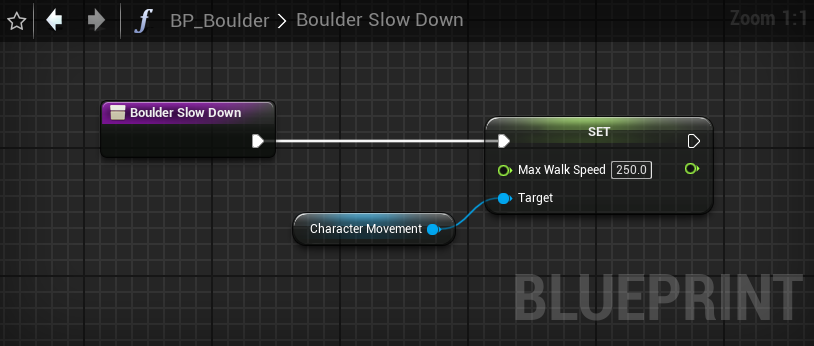 f BP_Boulder > Boulder Slow Down
Zoom 1:1
Boulder Slow Down
SET
Max Walk Speed 250.0
Target
Character Movement
BLUEPRINT